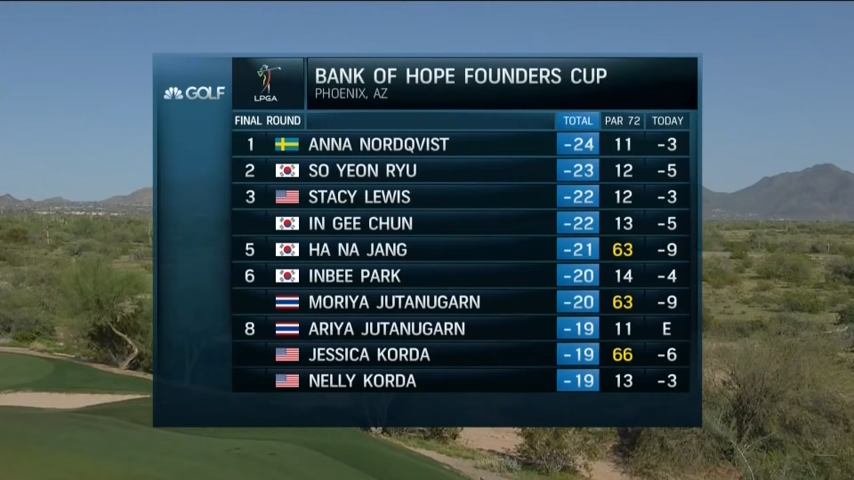 GOLF
LPGA
BANK OF HOPE FOUNDERS CUP
PHOENIX, AZ
FINAL ROUND TOTAL PAR 72 TODAY
1 ANNA NORDQVIST -24 11 -3
2 SO YEON RYU -23 12 -5
3 STACY LEWIS -22 12 -3
IN GEE CHUN -22 13 -5
5 HA NA JANG -21 63 -9
6 INBEE PARK -20 14 -4
MORIYA JUTANUGARN -20 63 -9
8 ARIYA JUTANUGARN -19 11 E
JESSICA KORDA -19 66 -6
NELLY KORDA -19 13 -3